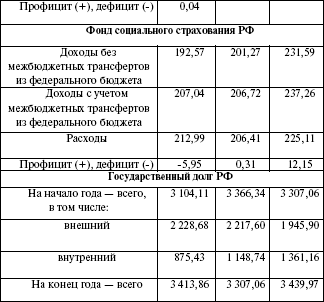 Профицит (+), дефицит (-) 0,04
Фонд социального страхования РФ
Доходы без 192,57 201,27 231,59
межбюджетных трансфертов
из федерального бюджета
Доходы с учетом 207,04 206,72 237,26
межбюджетных трансфертов
из федерального бюджета
Расходы 212,99 206,41 225,11
Профицит (+), дефицит (-) -5,95 0,31 12,15
Государственный долг РФ
На начало года — всего, 3 104,11 3 366,34 3 307,06
в том числе:
внешний 2 228,68 2 217,60 1 945,90
внутренний 875,43 1 148,74 1 361,16
На конец года — всего 3 413,86 3 307,06 3 439,97